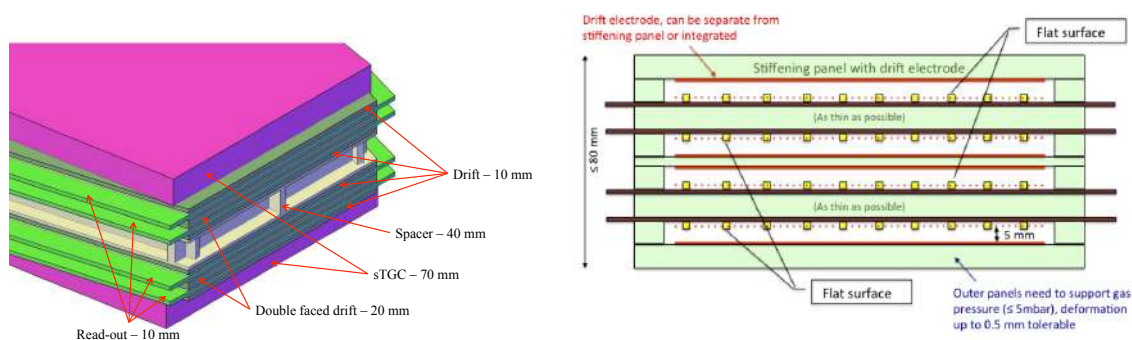 Drift – 10 mm
Spacer – 40 mm
sTGC – 70 mm
Double faced drift – 20 mm
Read-out – 10 mm
Drift electrode, can be separate from
stiffening panel or integrated
Flat surface
Stiffening panel with drift electrode
(As thin as possible)
≤ 80 mm
(As thin as possible)
5 mm
Flat surface
Outer panels need to support gas
pressure (≤ 5mbar), deformation
up to 0.5 mm tolerable